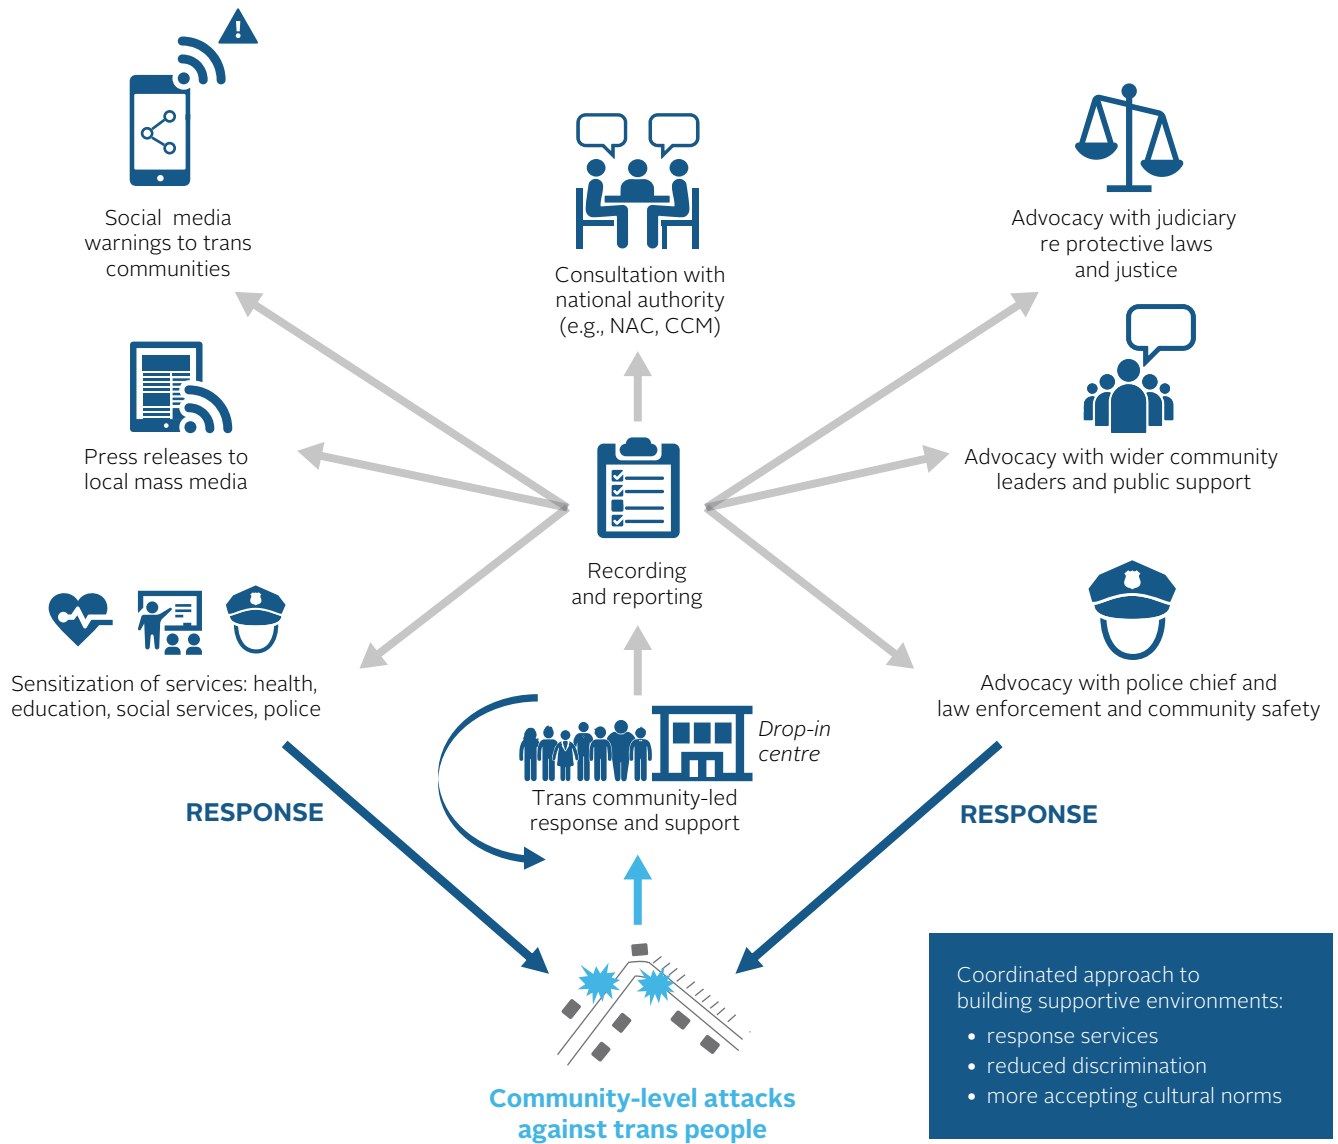 Social media
warnings to trans
communities
Consultation with
national authority
(e.g., NAC, CCM)
Advocacy with judiciary
re protective laws
and justice
Press releases to
local mass media
Advocacy with wider community
leaders and public support
Recording
and reporting
Sensitization of services: health,
education, social services, police
Advocacy with police chief and
law enforcement and community safety
Drop-in
centre
Trans community-led
response and support
RESPONSE
RESPONSE
Community-level attacks
against trans people
Coordinated approach to
building supportive environments:
• response services
• reduced discrimination
• more accepting cultural norms